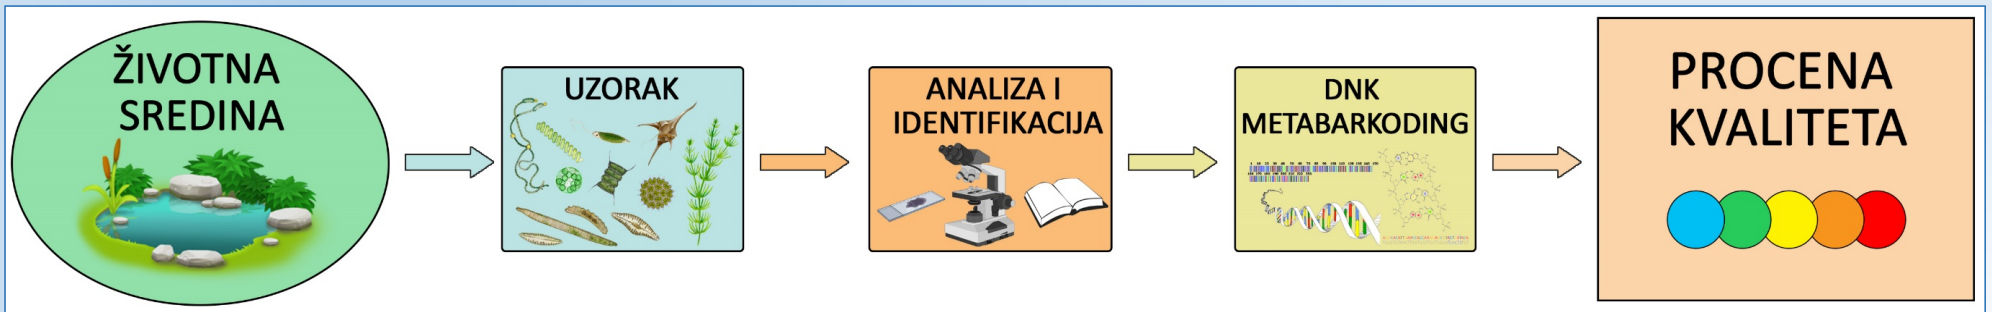 ŽIVOTNA
SREDINA
UZORAK
ANALIZA I
IDENTIFIKACIJA
DNK
METABARKODING
PROCENA
KVALITETA